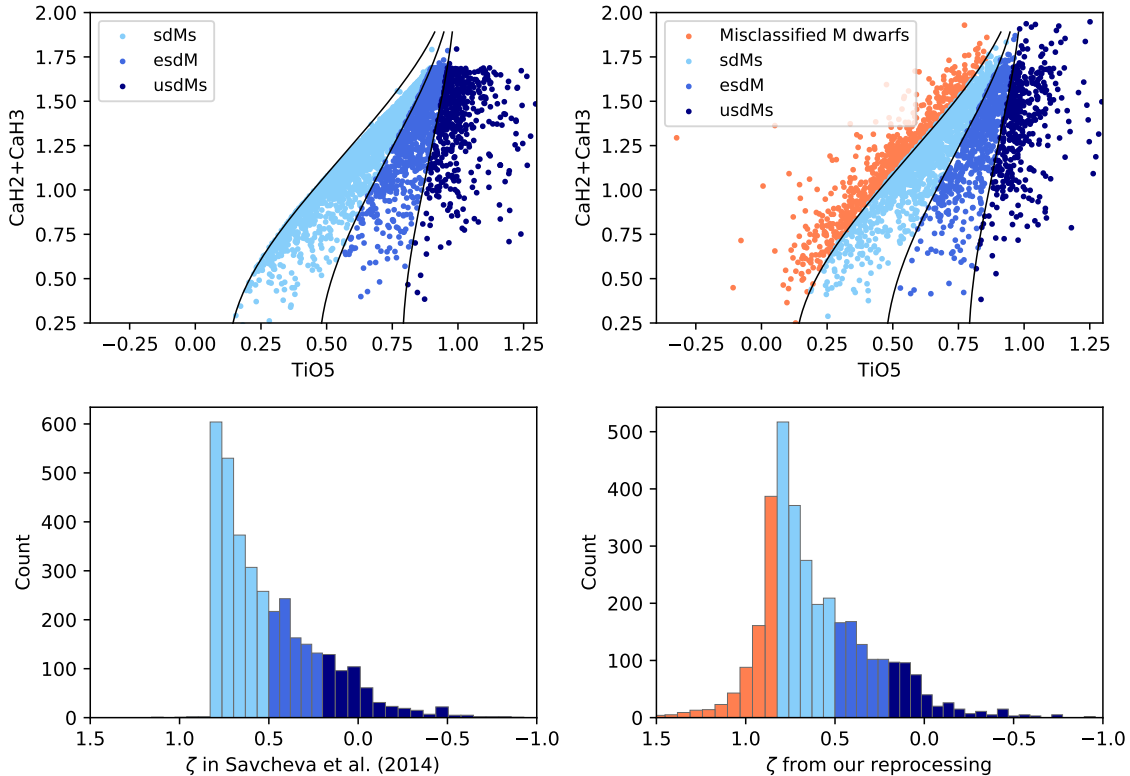 2.00
1.75
1.50
1.25
1.00
0.75
0.50
0.25
CaH2+CaH3
sdMs
esdM
usdMs
−0.25 0.00 0.25 0.50 0.75 1.00 1.25
TiO5
2.00
1.75
1.50
1.25
1.00
0.75
0.50
0.25
CaH2+CaH3
Misclassified M dwarfs
sdMs
esdM
usdMs
−0.25 0.00 0.25 0.50 0.75 1.00 1.25
TiO5
600
500
400
300
200
100
0
Count
1.5 1.0 0.5 0.0 −0.5 −1.0
ζ in Savcheva et al. (2014)
500
400
300
200
100
0
Count
1.5 1.0 0.5 0.0 −0.5 −1.0
ζ from our reprocessing